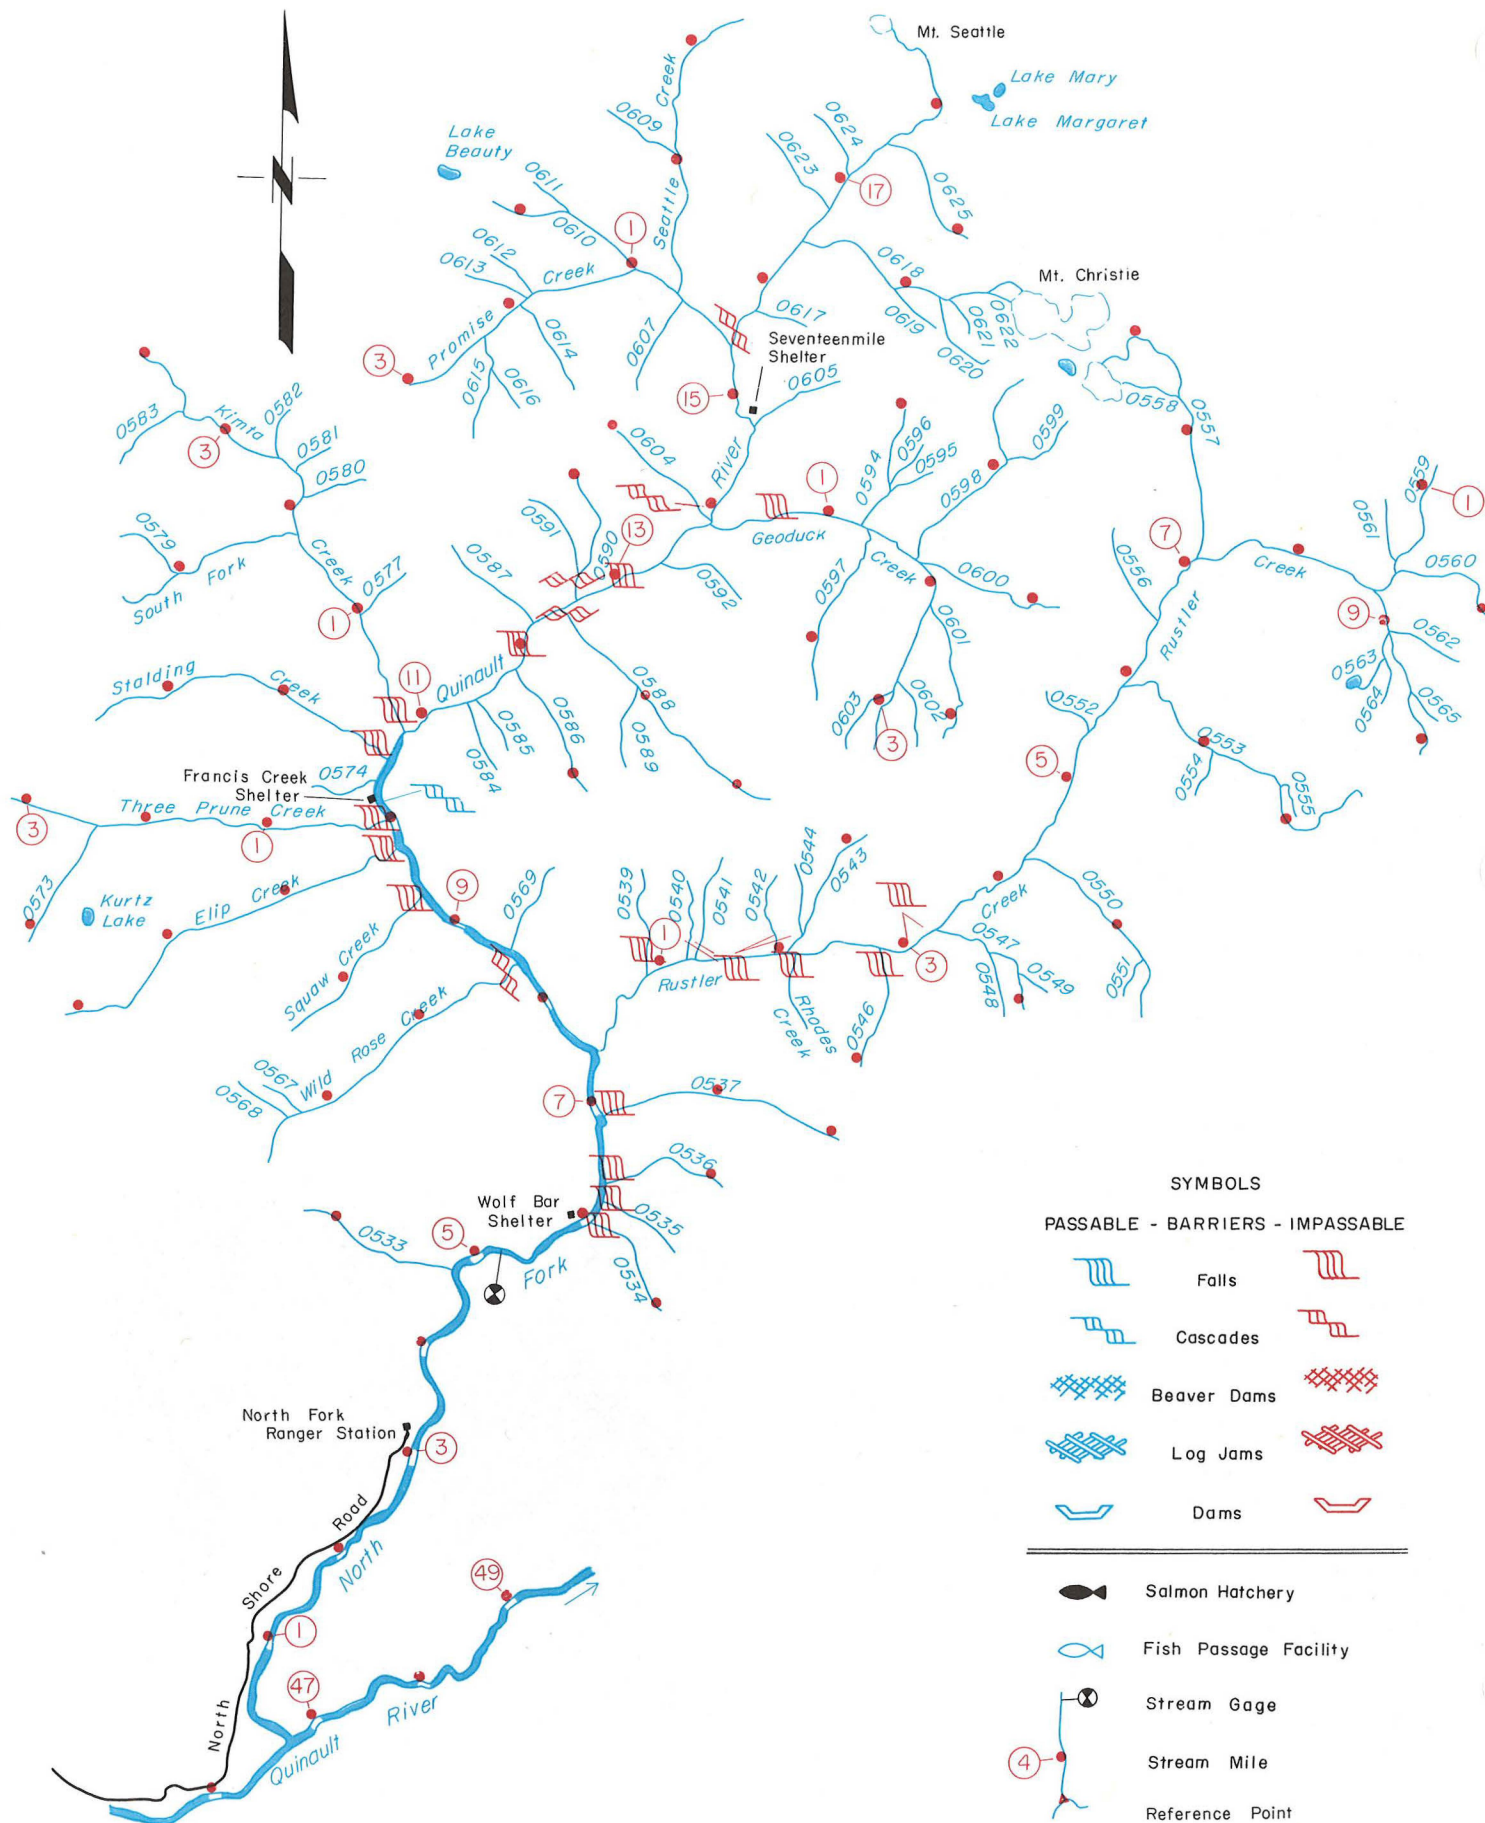 Mt. Seattle
Lake Mary
Lake Margaret
Creek
0609
Lake
Beauty
0624
0623
17
0625
0611
0610
1
Seattle
0612
0613
Creek
0618
Mt. Christie
0619
0621
0622
0620
0617
Promise
0614
0607
Seventeenmile
Shelter
3
0615
0616
15
0605
0558
0557
0583
Kimta
0582
3
0581
0580
0604
River
0594
0596
0595
0599
0598
1
0559
1
0579
South Fork
Creek
0577
1
0591
0590
13
0587
0592
Geoduck
Creek
0597
0600
0601
0556
7
Creek
0561
0560
9
0562
0563
0564
0565
Rustler
Stalding
Creek
11
Quinault
0588
0589
0586
0585
0584
0603
3
0602
0552
5
0553
0554
0555
Francis Creek
Shelter
0574
Three Prune Creek
3
1
0573
Kurtz
Lake
Elip Creek
9
0569
0539
0540
0541
0542
0544
0543
1
Rustler
Rhodes
Creek
0546
3
Creek
0547
0548
0549
0550
0551
Squaw Creek
Wild Rose Creek
0567
0568
7
0537
0536
0535
0534
Wolf Bar
Shelter
5
0533
Fork
North Fork
Ranger Station
3
Road
Shore
North
North
1
49
47
Quinault
River
SYMBOLS
PASSABLE - BARRIERS - IMPASSABLE
Falls
Cascades
Beaver Dams
Log Jams
Dams
Salmon Hatchery
Fish Passage Facility
Stream Gage
4
Stream Mile
Reference Point
N